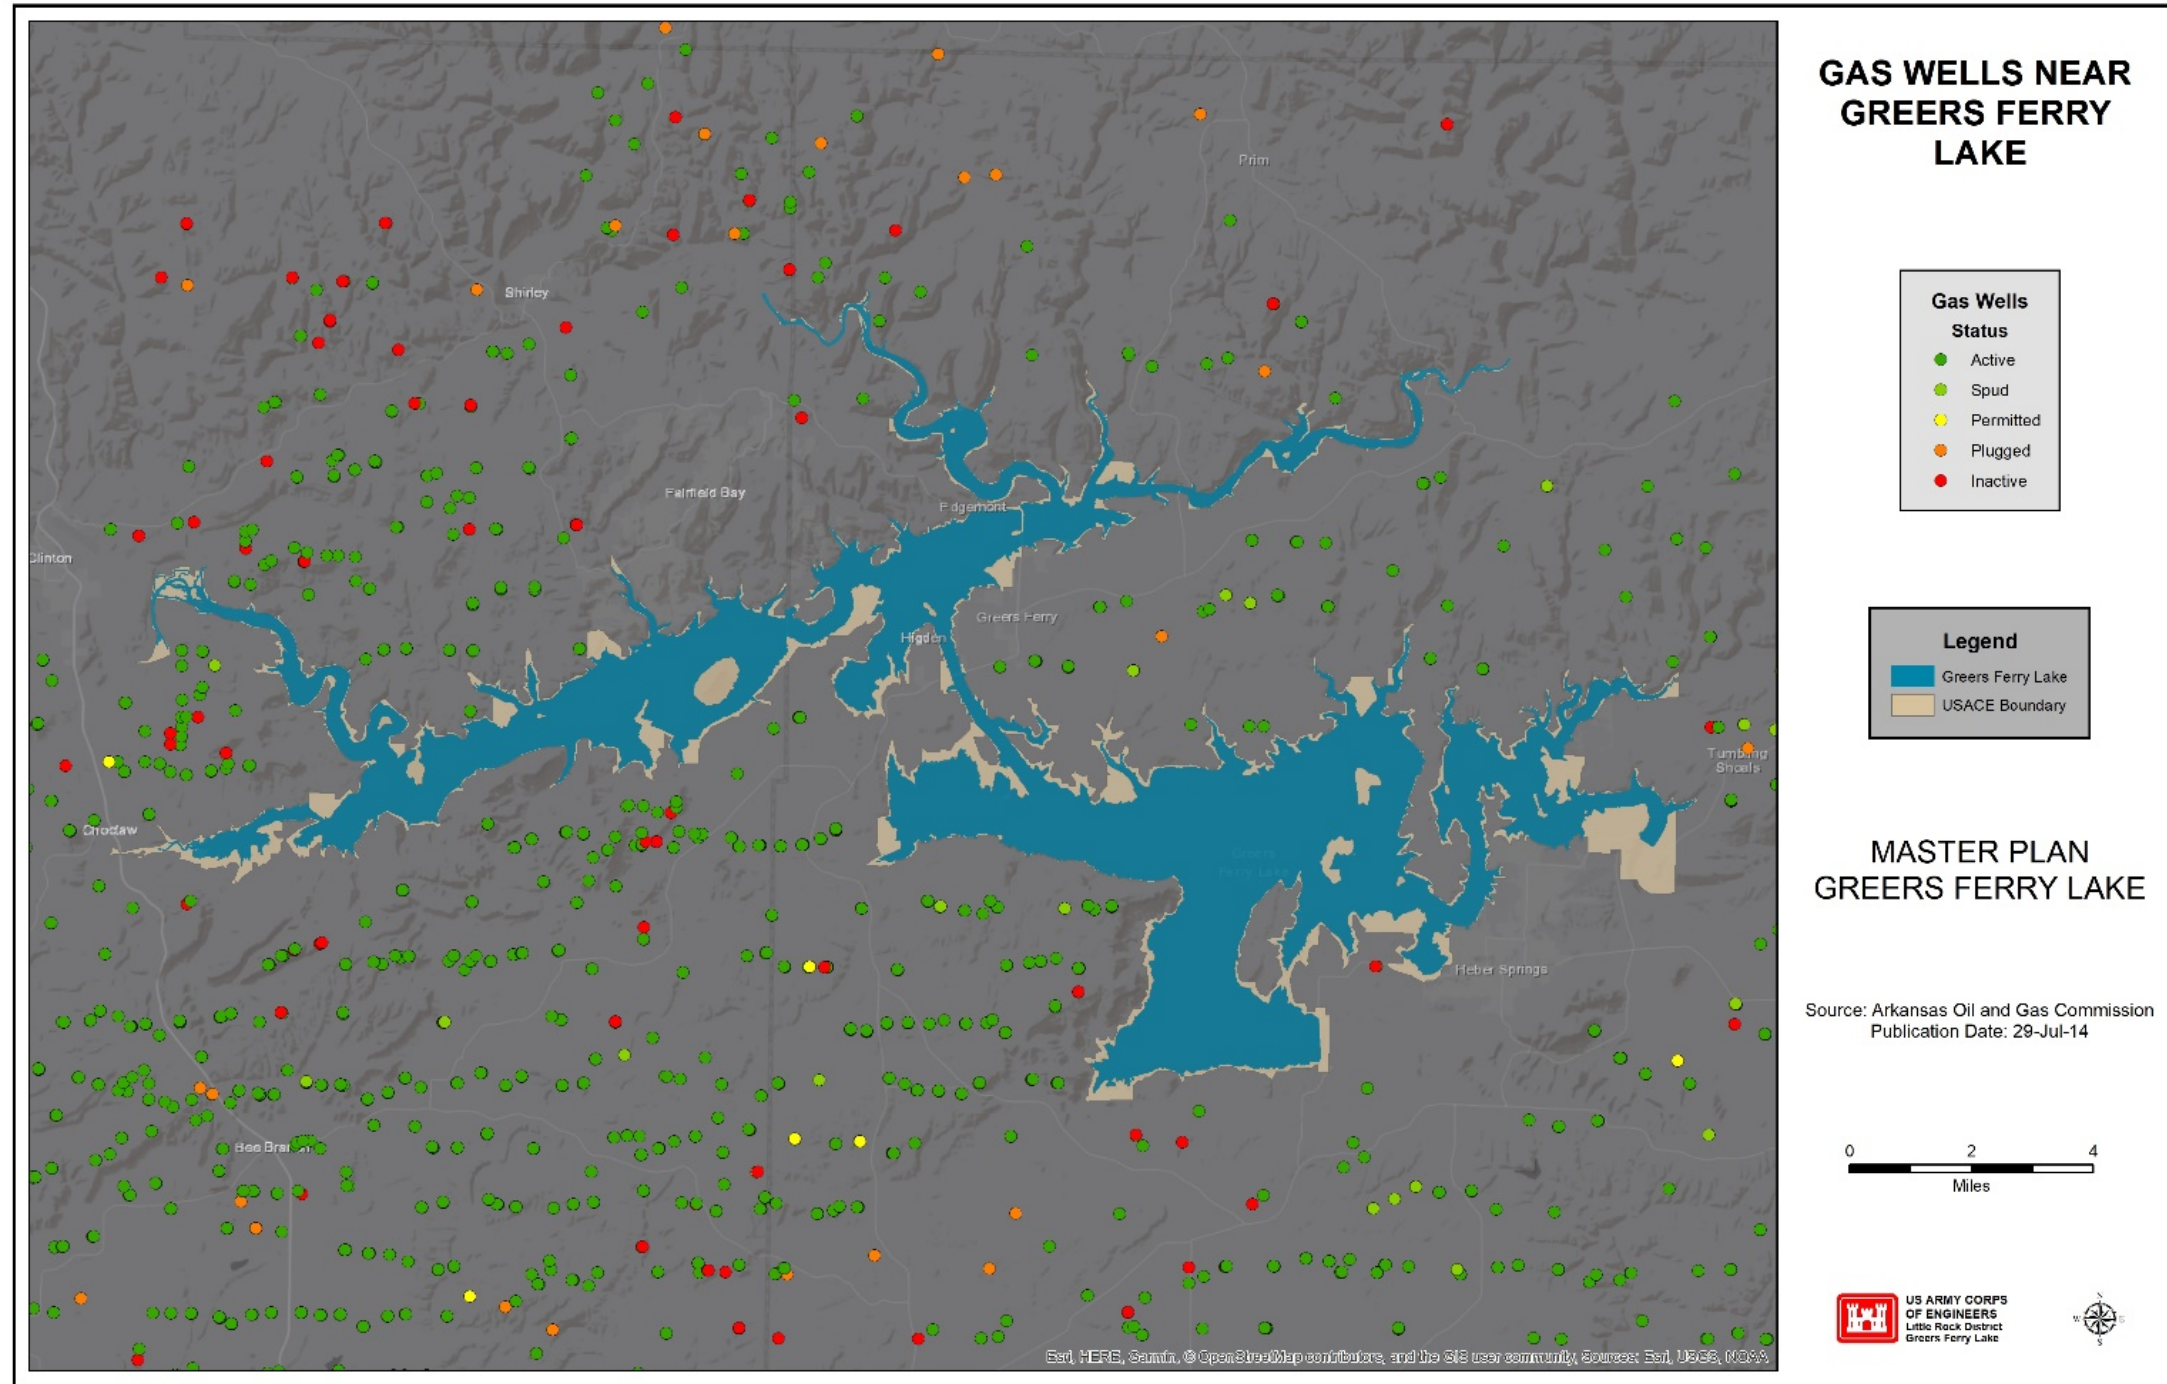 GAS WELLS NEAR
GREERS FERRY
LAKE
Prim
Shirley
Fairfield Bay
Edgemont
Clinton
Greers Ferry
Higden
Tumbling
Shoals
Choctaw
Greers
Ferry Lake
Heber Springs
Bee Branch
Esri, HERE, Garmin, © OpenStreetMap contributors, and the GIS user community, Sources: Esri, USGS, NOAA
Gas Wells
Status
Active
Spud
Permitted
Plugged
Inactive
Legend
Greers Ferry Lake
USACE Boundary
MASTER PLAN
GREERS FERRY LAKE
Source: Arkansas Oil and Gas Commission
Publication Date: 29-Jul-14
0 2 4
Miles
US ARMY CORPS
OF ENGINEERS
Little Rock District
Greers Ferry Lake
N
W E
S